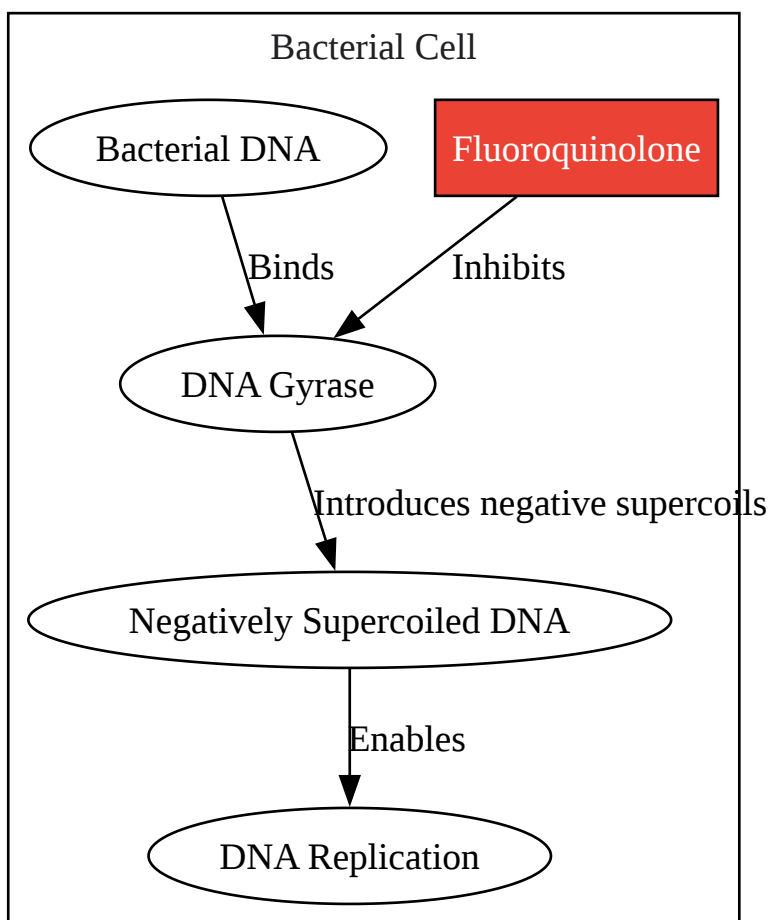 Bacterial Cell
Bacterial DNA
Fluoroquinolone
Binds
Inhibits
DNA Gyrase
Introduces negative supercoils
Negatively Supercoiled DNA
Enables
DNA Replication